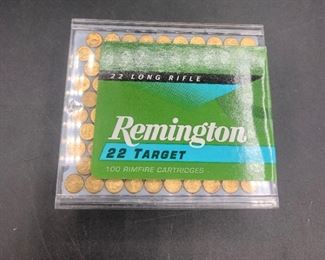 22 LONG RIFLE
Remington
22 TARGET
100 RIMFIRE CARTRIDGES